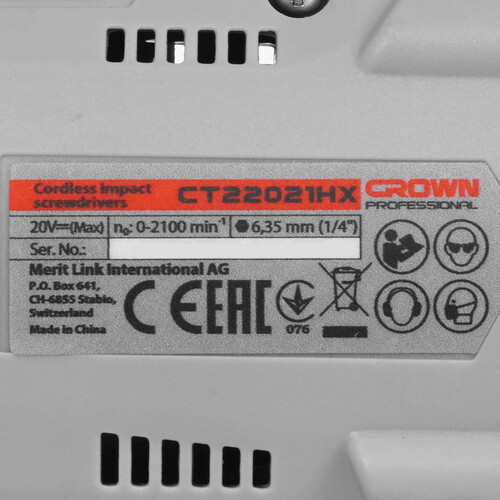 Cordless impact
screwdrivers
CT22021HX
CROWN
PROFESSIONAL
20V⎓(Max) n₀: 0-2100 min⁻¹ ⬢ 6,35 mm (1/4")
Ser. No.:
Merit Link International AG
P.O. Box 641,
CH-6855 Stabio,
Switzerland
Made in China
CE EAC
076